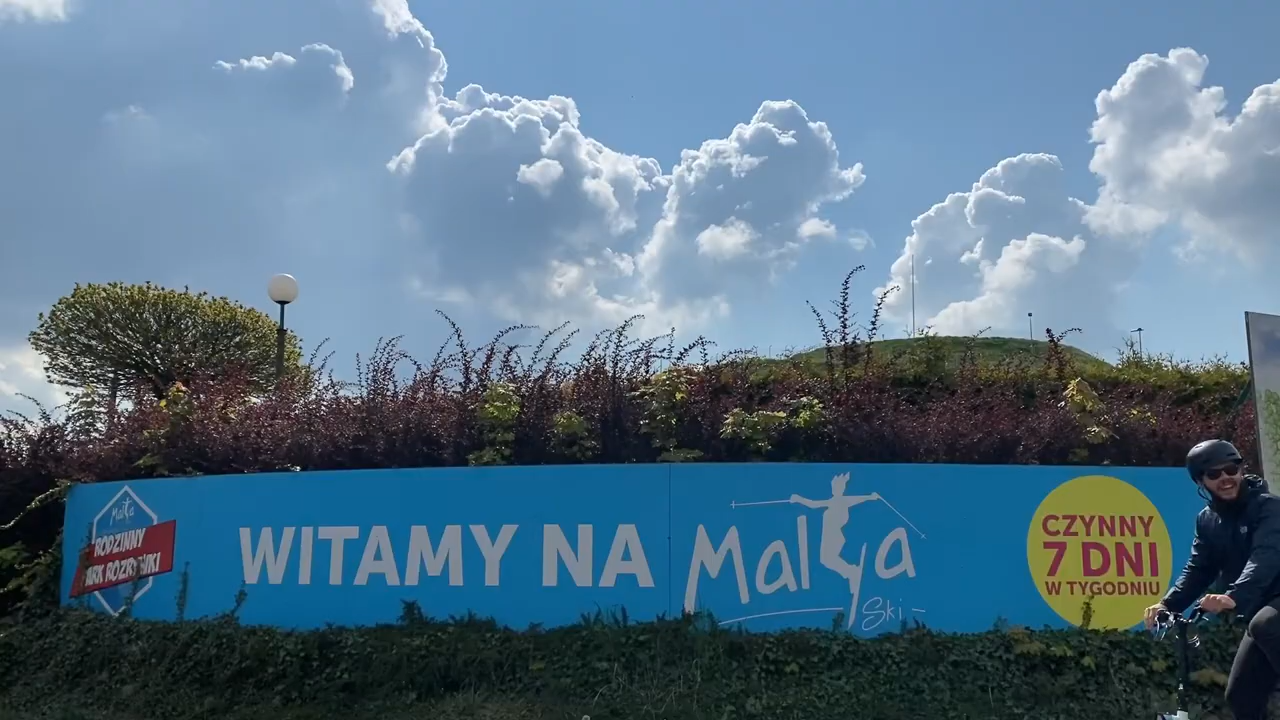 Malta
RODZINNY
PARK ROZRYWKI
WITAMY NA
Malta
Ski
CZYNNY
7 DNI
W TYGODNIU